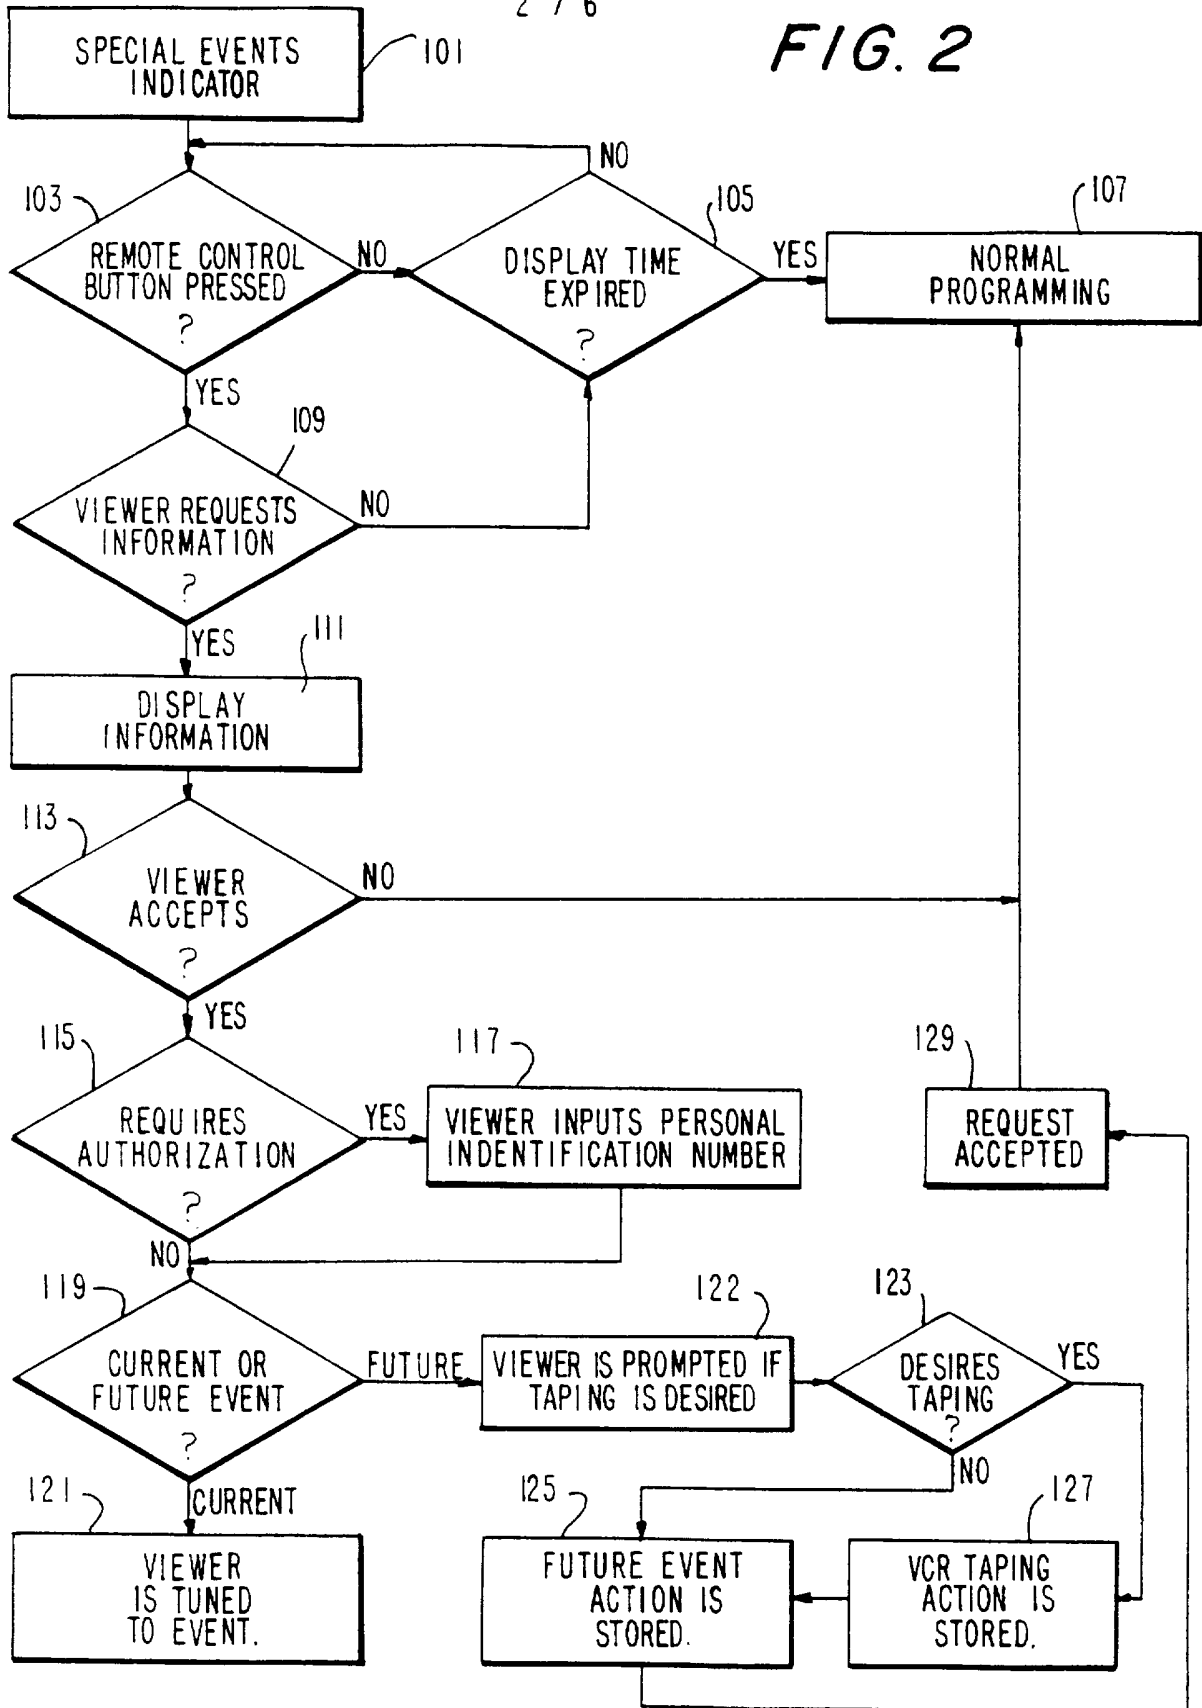 2 / 6
FIG. 2
SPECIAL EVENTS
INDICATOR
101
NO
103
REMOTE CONTROL
BUTTON PRESSED
?
NO
105
DISPLAY TIME
EXPIRED
?
YES
107
NORMAL
PROGRAMMING
YES
109
VIEWER REQUESTS
INFORMATION
?
NO
YES
111
DISPLAY
INFORMATION
113
VIEWER
ACCEPTS
?
NO
YES
115
REQUIRES
AUTHORIZATION
?
YES
117
VIEWER INPUTS PERSONAL
INDENTIFICATION NUMBER
129
REQUEST
ACCEPTED
NO
119
CURRENT OR
FUTURE EVENT
?
FUTURE
122
VIEWER IS PROMPTED IF
TAPING IS DESIRED
123
DESIRES
TAPING
?
YES
NO
CURRENT
121
VIEWER
IS TUNED
TO EVENT.
125
FUTURE EVENT
ACTION IS
STORED.
127
VCR TAPING
ACTION IS
STORED.